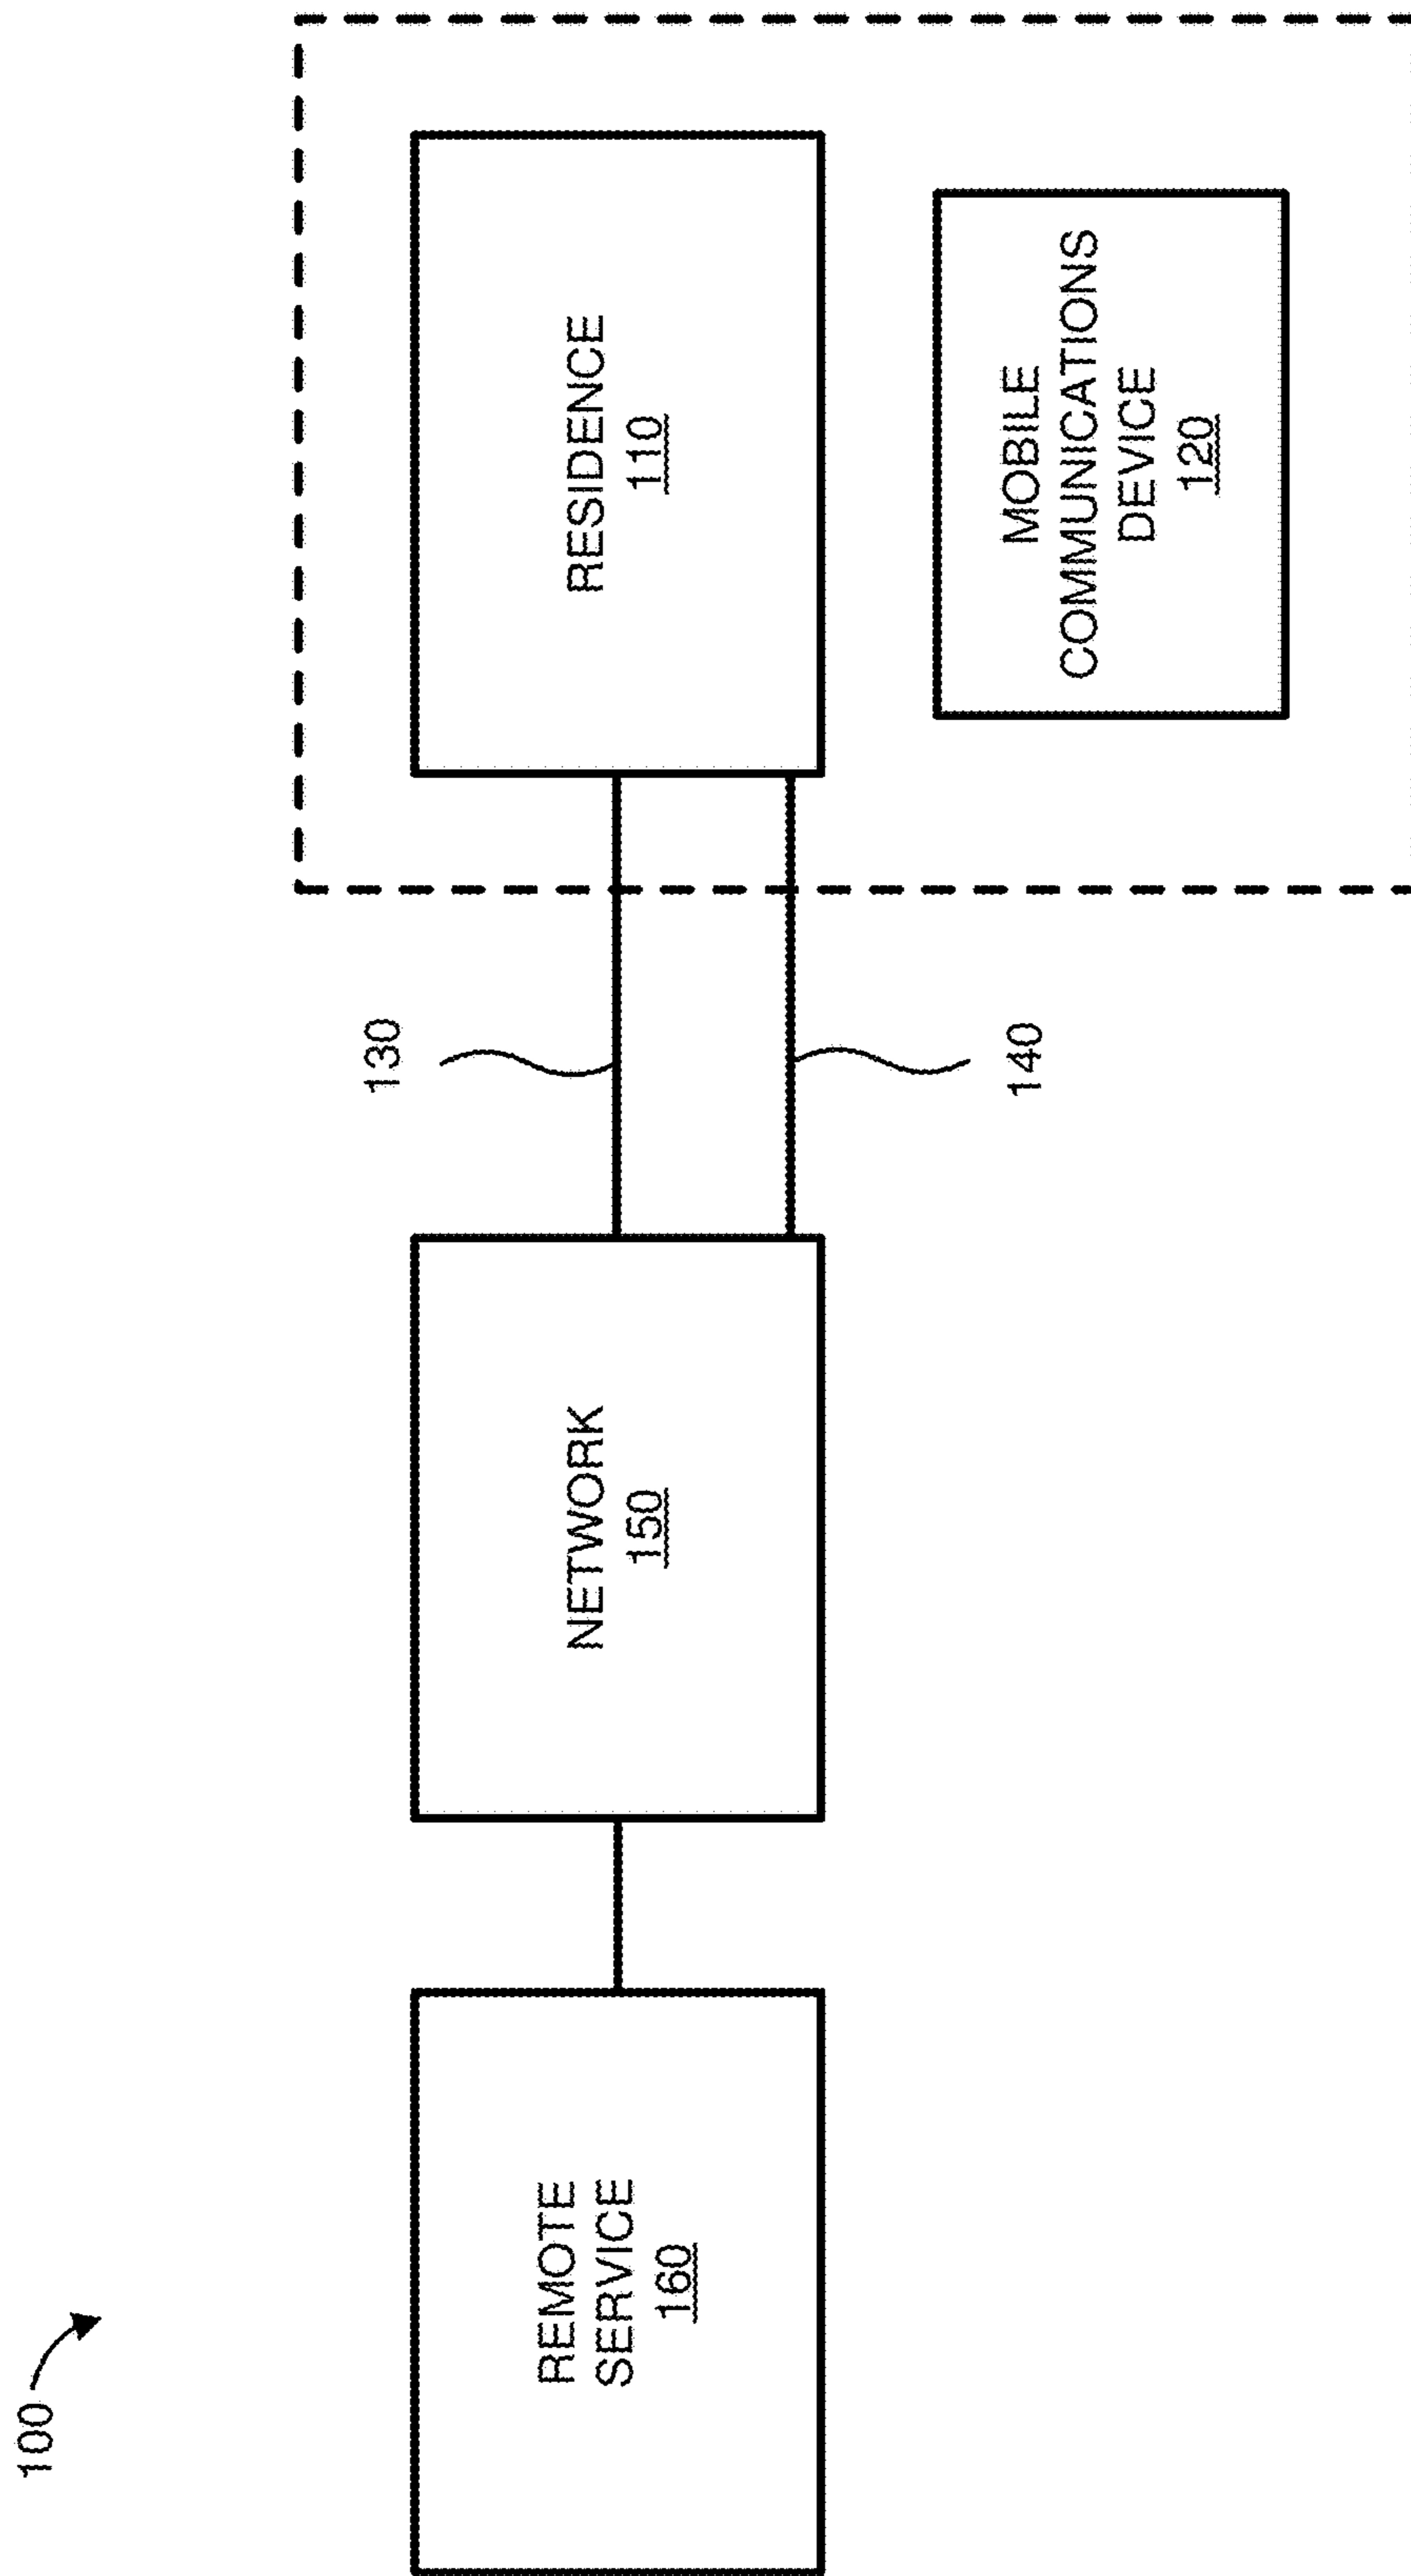 100
REMOTE
SERVICE
160
NETWORK
150
130
140
RESIDENCE
110
MOBILE
COMMUNICATIONS
DEVICE
120